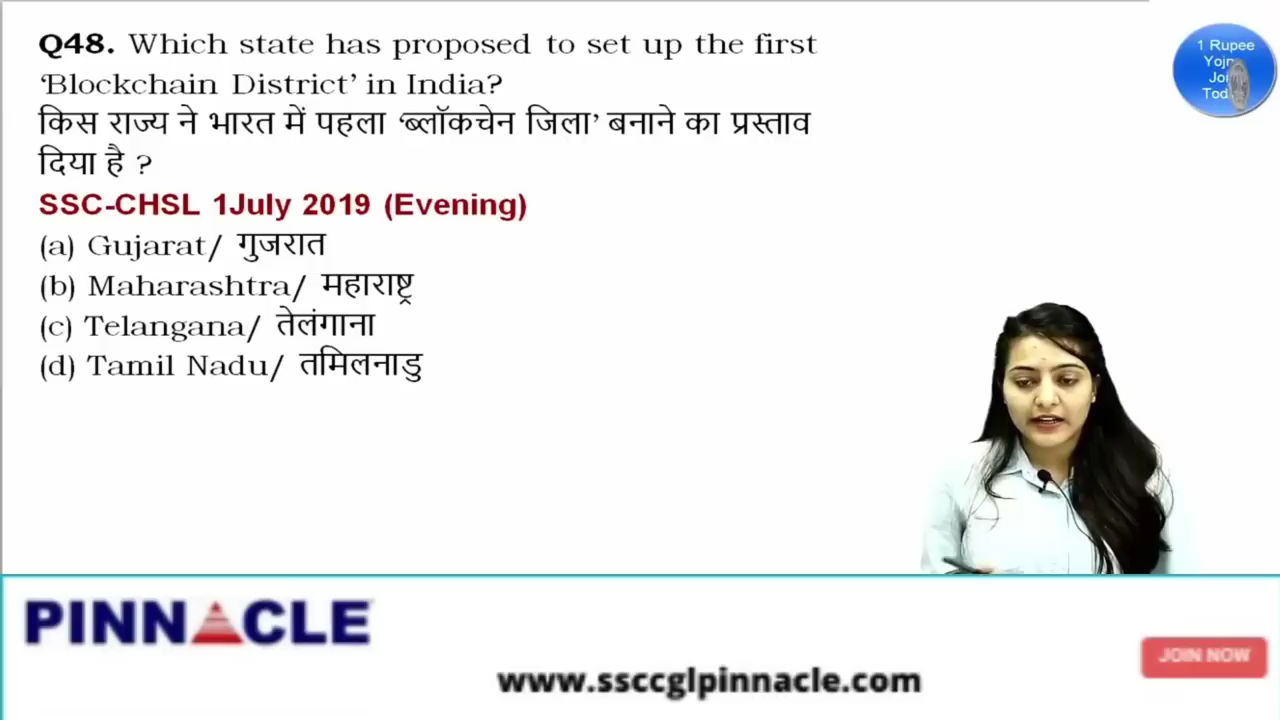 Q48. Which state has proposed to set up the first
‘Blockchain District’ in India?
किस राज्य ने भारत में पहला ‘ब्लॉकचेन जिला’ बनाने का प्रस्ताव
दिया है ?
SSC-CHSL 1July 2019 (Evening)
(a) Gujarat/ गुजरात
(b) Maharashtra/ महाराष्ट्र
(c) Telangana/ तेलंगाना
(d) Tamil Nadu/ तमिलनाडु
1 Rupee
PINNACLE
JOIN NOW
www.ssccglpinnacle.com